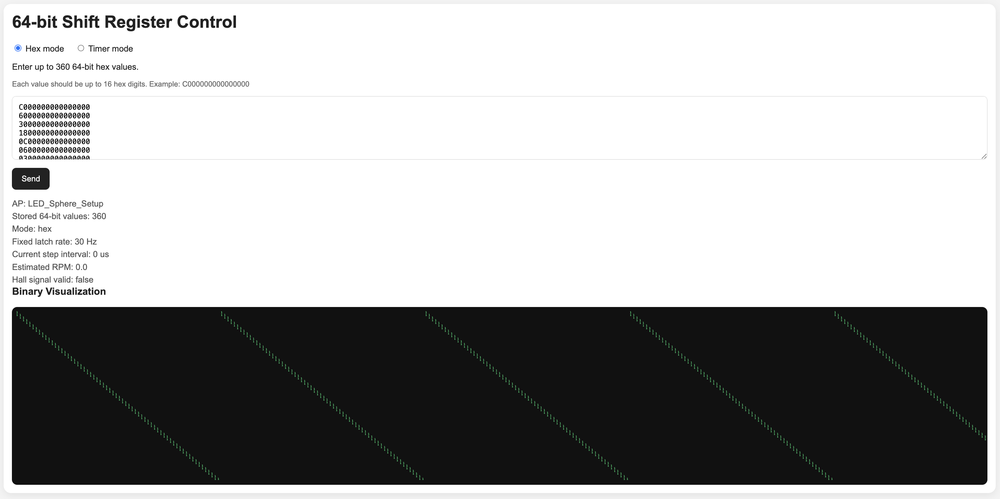 64-bit Shift Register Control
Hex mode Timer mode
Enter up to 360 64-bit hex values.
Each value should be up to 16 hex digits. Example: C000000000000000
C000000000000000
6000000000000000
3000000000000000
1800000000000000
0C00000000000000
0600000000000000
0300000000000000
Send
AP: LED_Sphere_Setup
Stored 64-bit values: 360
Mode: hex
Fixed latch rate: 30 Hz
Current step interval: 0 us
Estimated RPM: 0.0
Hall signal valid: false
Binary Visualization